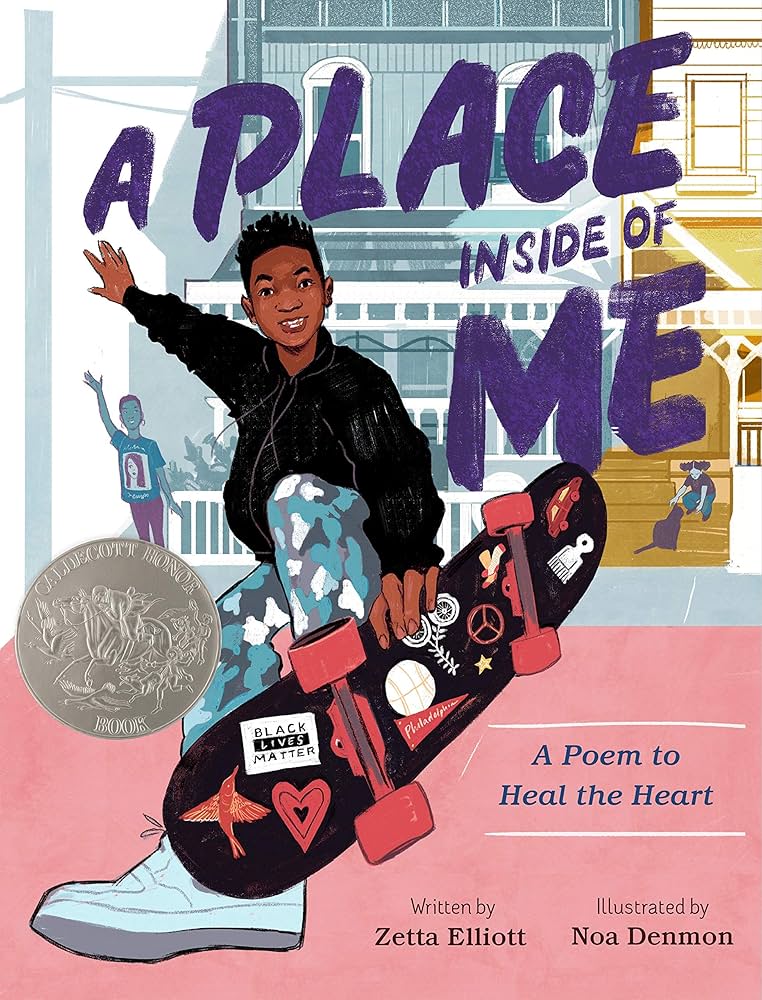 A PLACE
INSIDE OF
ME
CALDECOTT HONOR
BOOK
BLACK
LIVES
MATTER
Philadelphia
A Poem to
Heal the Heart
Written by
Zetta Elliott
Illustrated by
Noa Denmon